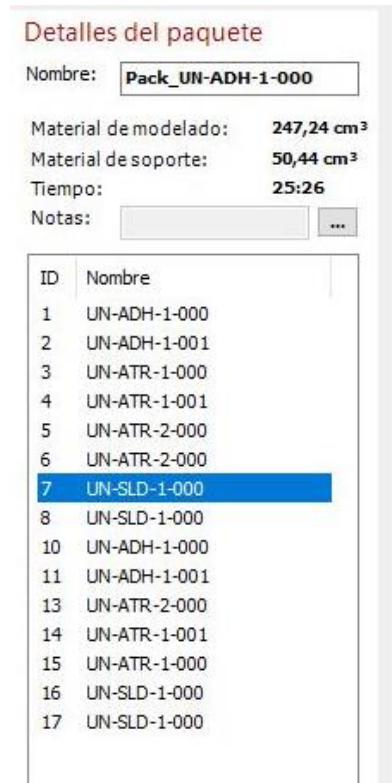 Detalles del paquete
Nombre: Pack_UN-ADH-1-000
Material de modelado: 247,24 cm³
Material de soporte: 50,44 cm³
Tiempo: 25:26
Notas: ...
ID Nombre
1 UN-ADH-1-000
2 UN-ADH-1-001
3 UN-ATR-1-000
4 UN-ATR-1-001
5 UN-ATR-2-000
6 UN-ATR-2-000
7 UN-SLD-1-000
8 UN-SLD-1-000
10 UN-ADH-1-000
11 UN-ADH-1-001
13 UN-ATR-2-000
14 UN-ATR-1-001
15 UN-ATR-1-000
16 UN-SLD-1-000
17 UN-SLD-1-000